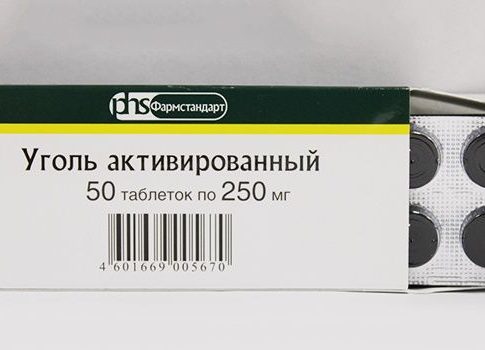 phs Фармстандарт
Уголь активированный
50 таблеток по 250 мг
4 601669 005670